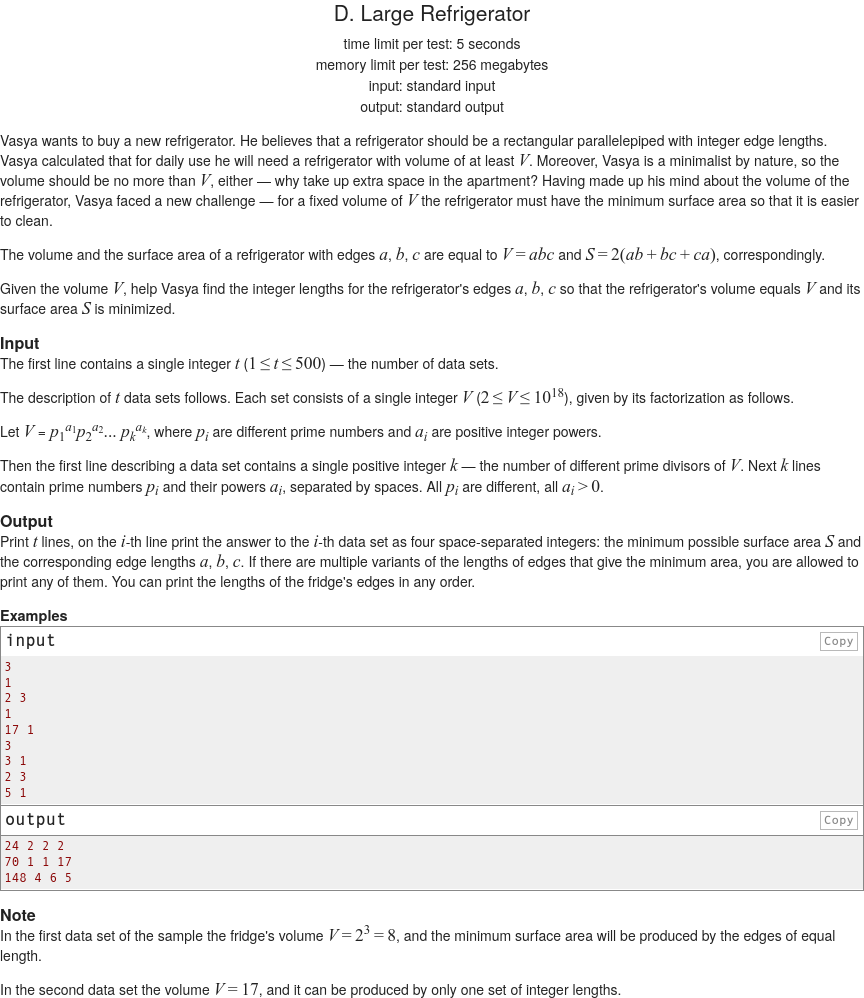 D. Large Refrigerator
time limit per test: 5 seconds
memory limit per test: 256 megabytes
input: standard input
output: standard output
Vasya wants to buy a new refrigerator. He believes that a refrigerator should be a rectangular parallelepiped with integer edge lengths.
Vasya calculated that for daily use he will need a refrigerator with volume of at least V. Moreover, Vasya is a minimalist by nature, so the
volume should be no more than V, either — why take up extra space in the apartment? Having made up his mind about the volume of the
refrigerator, Vasya faced a new challenge — for a fixed volume of V the refrigerator must have the minimum surface area so that it is easier
to clean.
The volume and the surface area of a refrigerator with edges a, b, c are equal to V = abc and S = 2(ab + bc + ca), correspondingly.
Given the volume V, help Vasya find the integer lengths for the refrigerator's edges a, b, c so that the refrigerator's volume equals V and its
surface area S is minimized.
Input
The first line contains a single integer t (1 ≤ t ≤ 500) — the number of data sets.
The description of t data sets follows. Each set consists of a single integer V (2 ≤ V ≤ 10^18), given by its factorization as follows.
Let V = p_1^{a_1}p_2^{a_2}... p_k^{a_k}, where p_i are different prime numbers and a_i are positive integer powers.
Then the first line describing a data set contains a single positive integer k — the number of different prime divisors of V. Next k lines
contain prime numbers p_i and their powers a_i, separated by spaces. All p_i are different, all a_i > 0.
Output
Print t lines, on the i-th line print the answer to the i-th data set as four space-separated integers: the minimum possible surface area S and
the corresponding edge lengths a, b, c. If there are multiple variants of the lengths of edges that give the minimum area, you are allowed to
print any of them. You can print the lengths of the fridge's edges in any order.
Examples
input Copy
3
1
2 3
1
17 1
3
3 1
2 3
5 1
output Copy
24 2 2 2
70 1 1 17
148 4 6 5
Note
In the first data set of the sample the fridge's volume V = 2^3 = 8, and the minimum surface area will be produced by the edges of equal
length.
In the second data set the volume V = 17, and it can be produced by only one set of integer lengths.